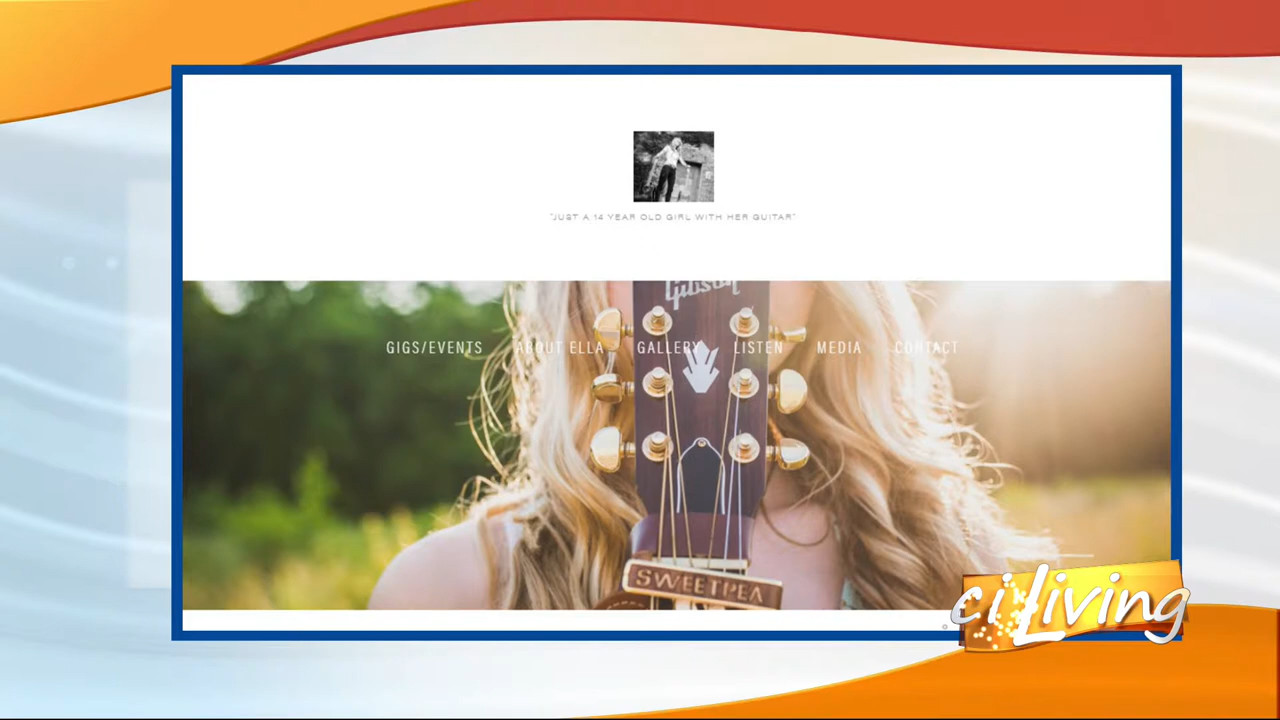 "JUST A 14 YEAR OLD GIRL WITH HER GUITAR"
Gibson
GIGS/EVENTS ABOUT ELLA GALLERY LISTEN MEDIA CONTACT
SWEETPEA
ciLiving